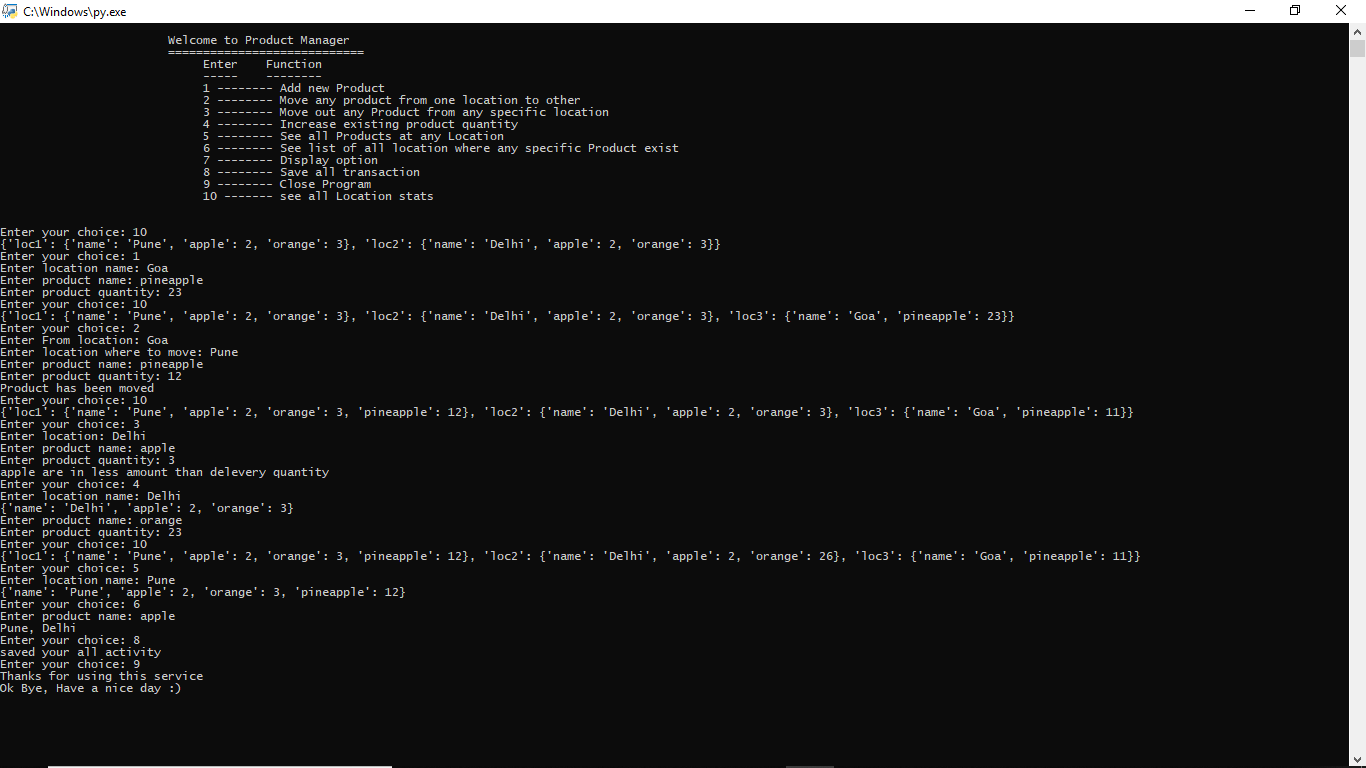 C:\Windows\py.exe
Welcome to Product Manager
============================
Enter    Function
-----    --------
1 -------- Add new Product
2 -------- Move any product from one location to other
3 -------- Move out any Product from any specific location
4 -------- Increase existing product quantity
5 -------- See all Products at any Location
6 -------- See list of all location where any specific Product exist
7 -------- Display option
8 -------- Save all transaction
9 -------- Close Program
10 ------- see all Location stats
Enter your choice: 10
{'loc1': {'name': 'Pune', 'apple': 2, 'orange': 3}, 'loc2': {'name': 'Delhi', 'apple': 2, 'orange': 3}}
Enter your choice: 1
Enter location name: Goa
Enter product name: pineapple
Enter product quantity: 23
Enter your choice: 10
{'loc1': {'name': 'Pune', 'apple': 2, 'orange': 3}, 'loc2': {'name': 'Delhi', 'apple': 2, 'orange': 3}, 'loc3': {'name': 'Goa', 'pineapple': 23}}
Enter your choice: 2
Enter From location: Goa
Enter location where to move: Pune
Enter product name: pineapple
Enter product quantity: 12
Product has been moved
Enter your choice: 10
{'loc1': {'name': 'Pune', 'apple': 2, 'orange': 3, 'pineapple': 12}, 'loc2': {'name': 'Delhi', 'apple': 2, 'orange': 3}, 'loc3': {'name': 'Goa', 'pineapple': 11}}
Enter your choice: 3
Enter location: Delhi
Enter product name: apple
Enter product quantity: 3
apple are in less amount than delevery quantity
Enter your choice: 4
Enter location name: Delhi
{'name': 'Delhi', 'apple': 2, 'orange': 3}
Enter product name: orange
Enter product quantity: 23
Enter your choice: 10
{'loc1': {'name': 'Pune', 'apple': 2, 'orange': 3, 'pineapple': 12}, 'loc2': {'name': 'Delhi', 'apple': 2, 'orange': 26}, 'loc3': {'name': 'Goa', 'pineapple': 11}}
Enter your choice: 5
Enter location name: Pune
{'name': 'Pune', 'apple': 2, 'orange': 3, 'pineapple': 12}
Enter your choice: 6
Enter product name: apple
Pune, Delhi
Enter your choice: 8
saved your all activity
Enter your choice: 9
Thanks for using this service
Ok Bye, Have a nice day :)